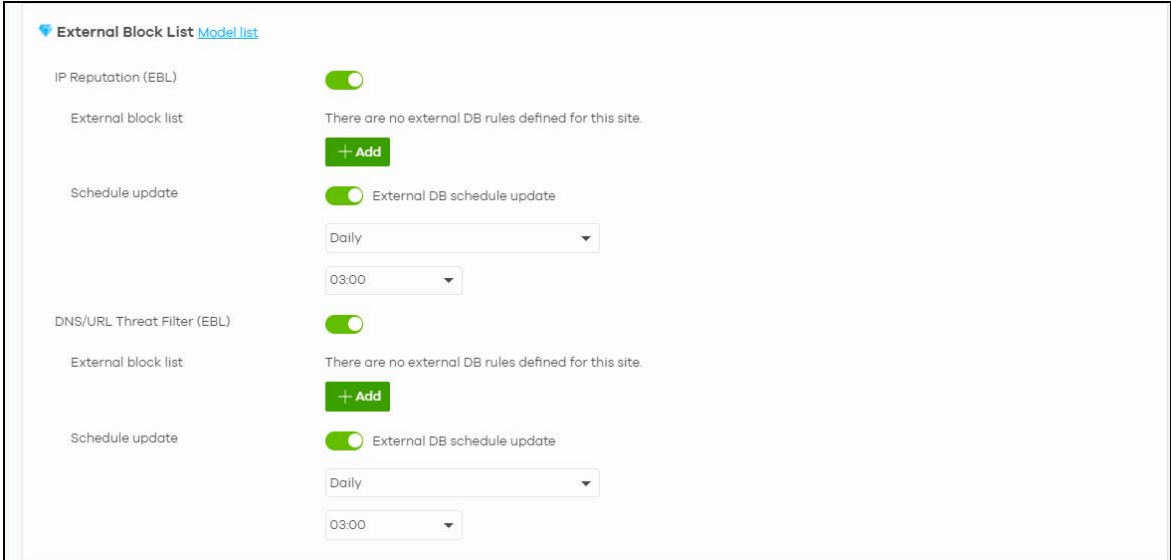 External Block List Model list
IP Reputation (EBL)
External block list There are no external DB rules defined for this site.
+ Add
Schedule update External DB schedule update
Daily
03:00
DNS/URL Threat Filter (EBL)
External block list There are no external DB rules defined for this site.
+ Add
Schedule update External DB schedule update
Daily
03:00